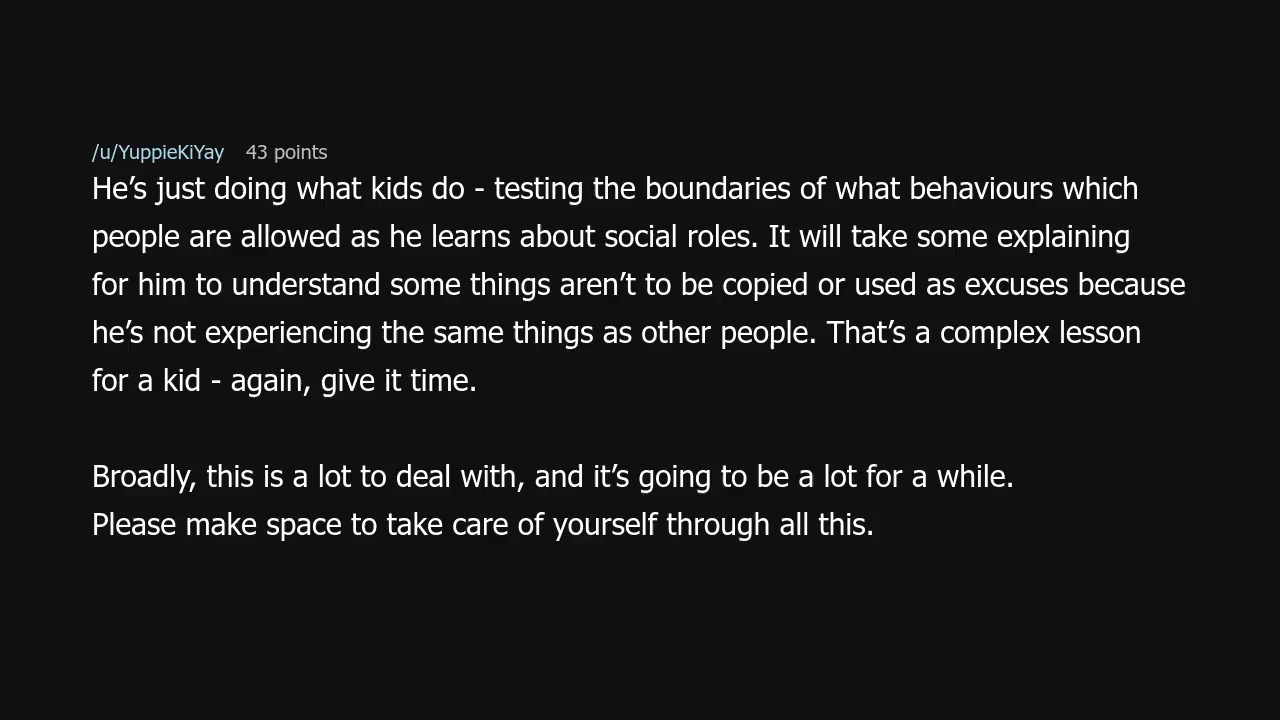 /u/YuppieKiYay 43 points
He’s just doing what kids do - testing the boundaries of what behaviours which
people are allowed as he learns about social roles. It will take some explaining
for him to understand some things aren’t to be copied or used as excuses because
he’s not experiencing the same things as other people. That’s a complex lesson
for a kid - again, give it time.
Broadly, this is a lot to deal with, and it’s going to be a lot for a while.
Please make space to take care of yourself through all this.